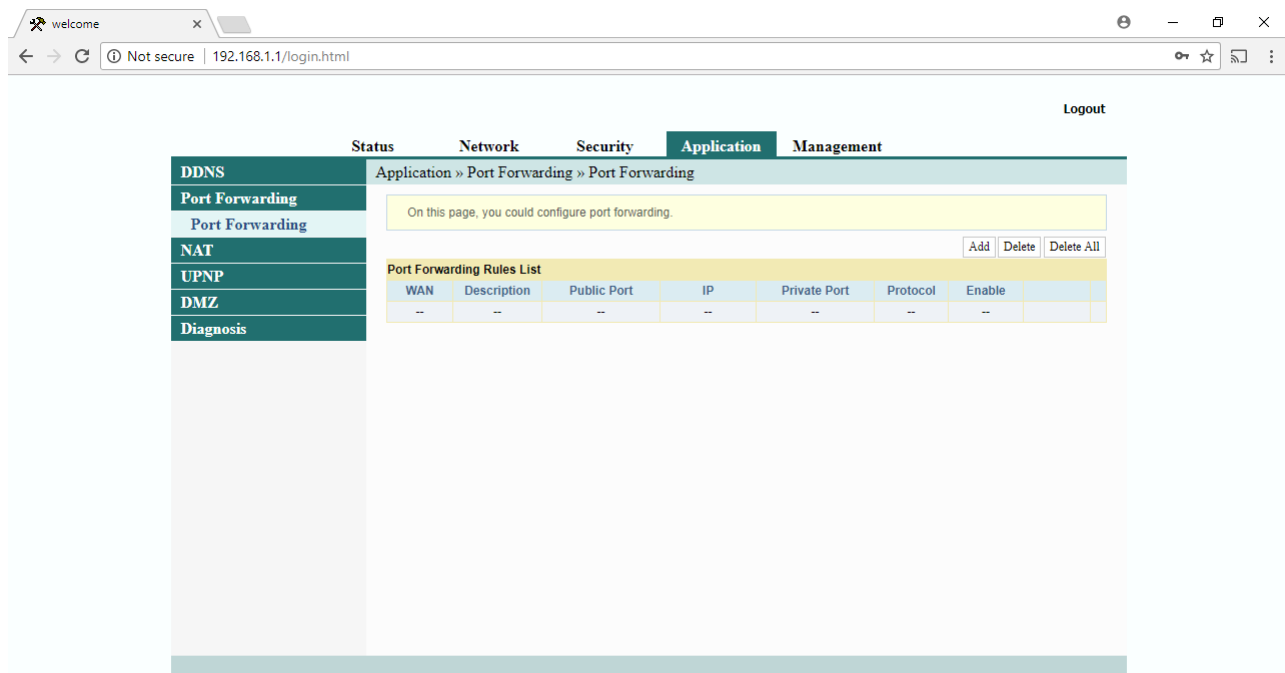 welcome
Not secure | 192.168.1.1/login.html
Logout
Status Network Security Application Management
DDNS
Port Forwarding
Port Forwarding
NAT
UPNP
DMZ
Diagnosis
Application » Port Forwarding » Port Forwarding
On this page, you could configure port forwarding.
Add Delete Delete All
Port Forwarding Rules List
WAN Description Public Port IP Private Port Protocol Enable
-- -- -- -- -- -- --